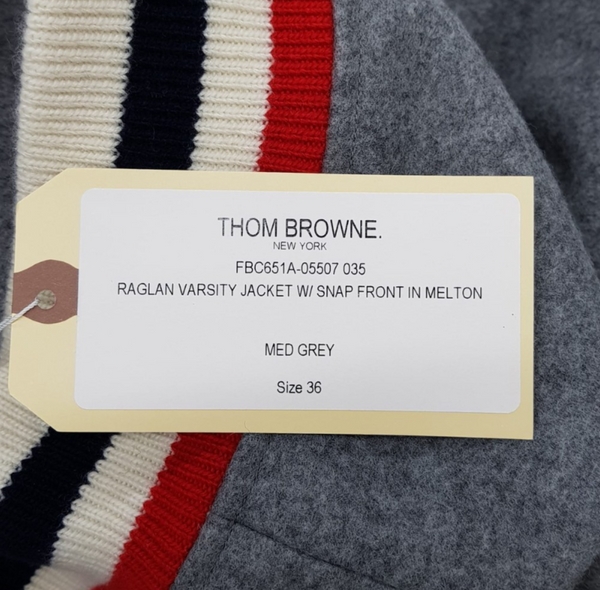 THOM BROWNE.
NEW YORK
FBC651A-05507 035
RAGLAN VARSITY JACKET W/ SNAP FRONT IN MELTON
MED GREY
Size 36